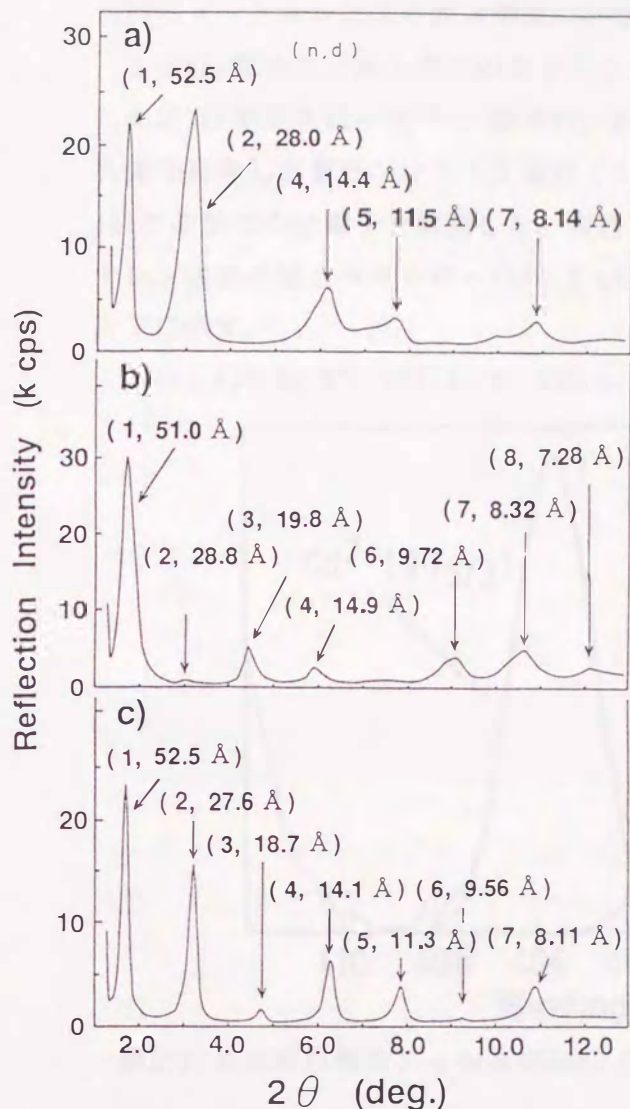 a)
(n,d)
30
(1, 52.5 Å)
20
(2, 28.0 Å)
(4, 14.4 Å)
(5, 11.5 Å) (7, 8.14 Å)
10
0
b)
(1, 51.0 Å)
(8, 7.28 Å)
30
(7, 8.32 Å)
(3, 19.8 Å)
20
(2, 28.8 Å)
(6, 9.72 Å)
(4, 14.9 Å)
10
0
c)
(1, 52.5 Å)
(2, 27.6 Å)
20
(3, 18.7 Å)
(4, 14.1 Å) (6, 9.56 Å)
10
(5, 11.3 Å) (7, 8.11 Å)
0
2.0 4.0 6.0 8.0 10.0 12.0
2 θ (deg.)
Reflection Intensity (k cps)